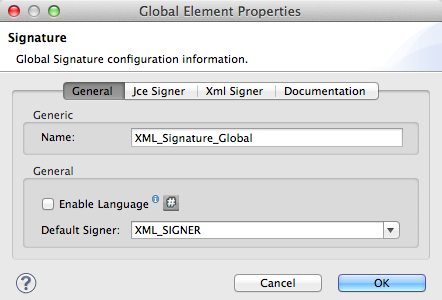 Global Element Properties
Signature
Global Signature configuration information.
General Jce Signer Xml Signer Documentation
Generic
Name: XML_Signature_Global
General
Enable Language i #
Default Signer: XML_SIGNER
? Cancel OK